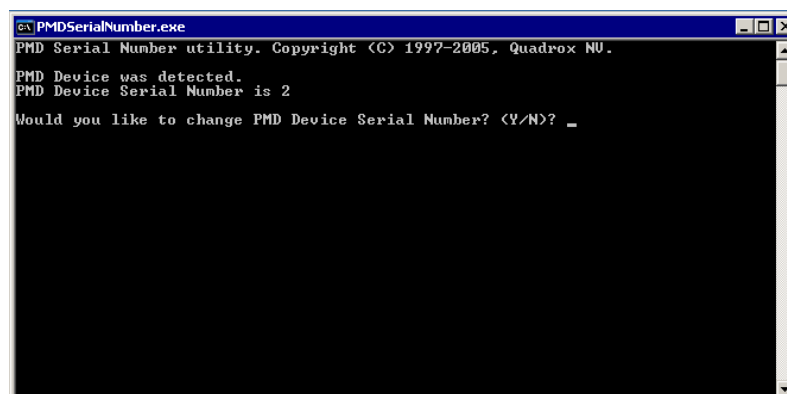 PMDSerialNumber.exe
PMD Serial Number utility. Copyright (C) 1997-2005, Quadrox NV.
PMD Device was detected.
PMD Device Serial Number is 2
Would you like to change PMD Device Serial Number? (Y/N)? _